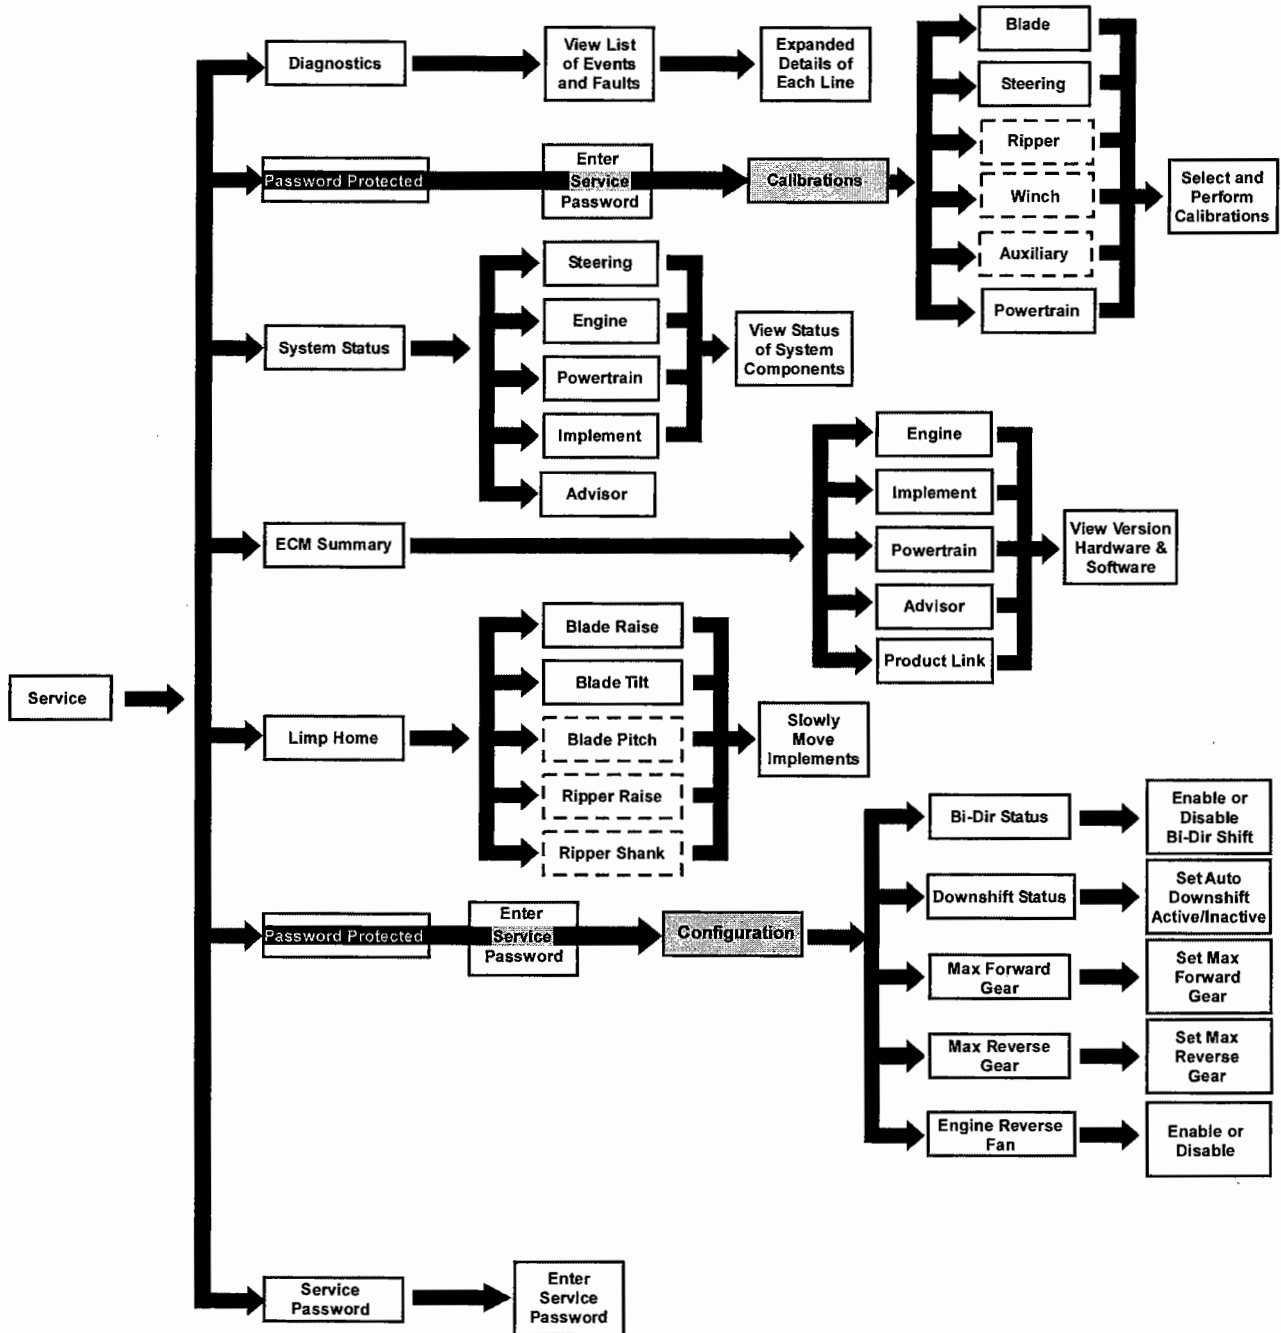 Diagnostics
View List
of Events
and Faults
Expanded
Details of
Each Line
Blade
Steering
Ripper
Winch
Auxiliary
Powertrain
Select and
Perform
Calibrations
Password Protected
Enter
Service
Password
Calibrations
System Status
Steering
Engine
Powertrain
Implement
Advisor
View Status
of System
Components
ECM Summary
Engine
Implement
Powertrain
Advisor
Product Link
View Version
Hardware &
Software
Service
Limp Home
Blade Raise
Blade Tilt
Blade Pitch
Ripper Raise
Ripper Shank
Slowly
Move
Implements
Password Protected
Enter
Service
Password
Configuration
Bi-Dir Status
Enable or
Disable
Bi-Dir Shift
Downshift Status
Set Auto
Downshift
Active/Inactive
Max Forward
Gear
Set Max
Forward
Gear
Max Reverse
Gear
Set Max
Reverse
Gear
Engine Reverse
Fan
Enable or
Disable
Service
Password
Enter
Service
Password